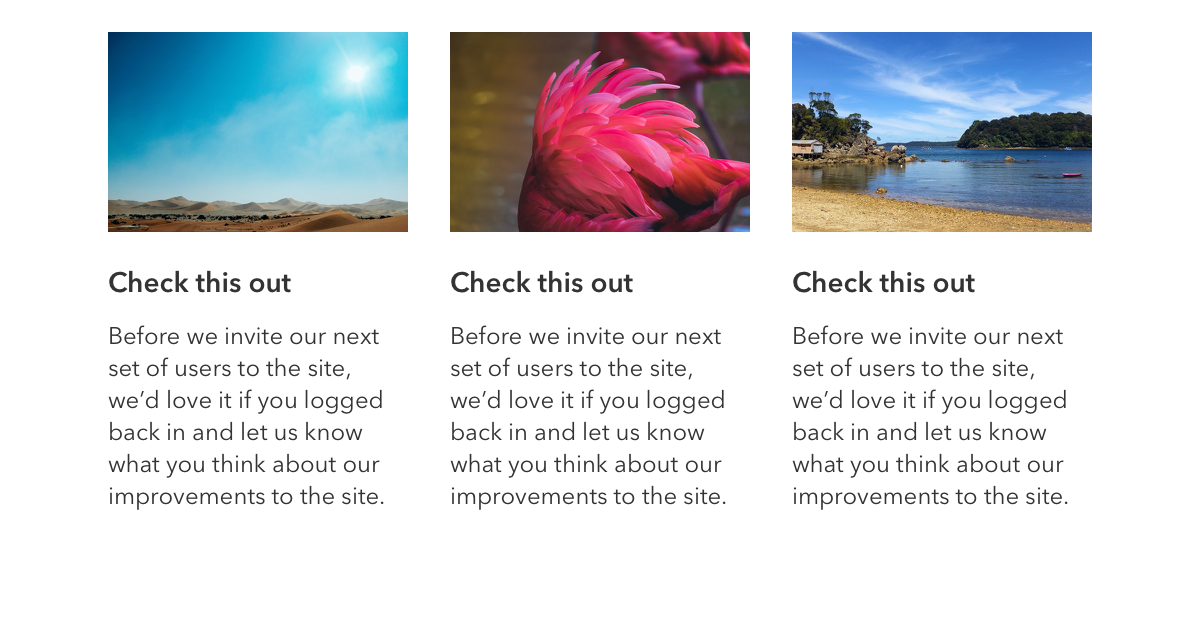 Check this out
Before we invite our next
set of users to the site,
we’d love it if you logged
back in and let us know
what you think about our
improvements to the site.
Check this out
Before we invite our next
set of users to the site,
we’d love it if you logged
back in and let us know
what you think about our
improvements to the site.
Check this out
Before we invite our next
set of users to the site,
we’d love it if you logged
back in and let us know
what you think about our
improvements to the site.